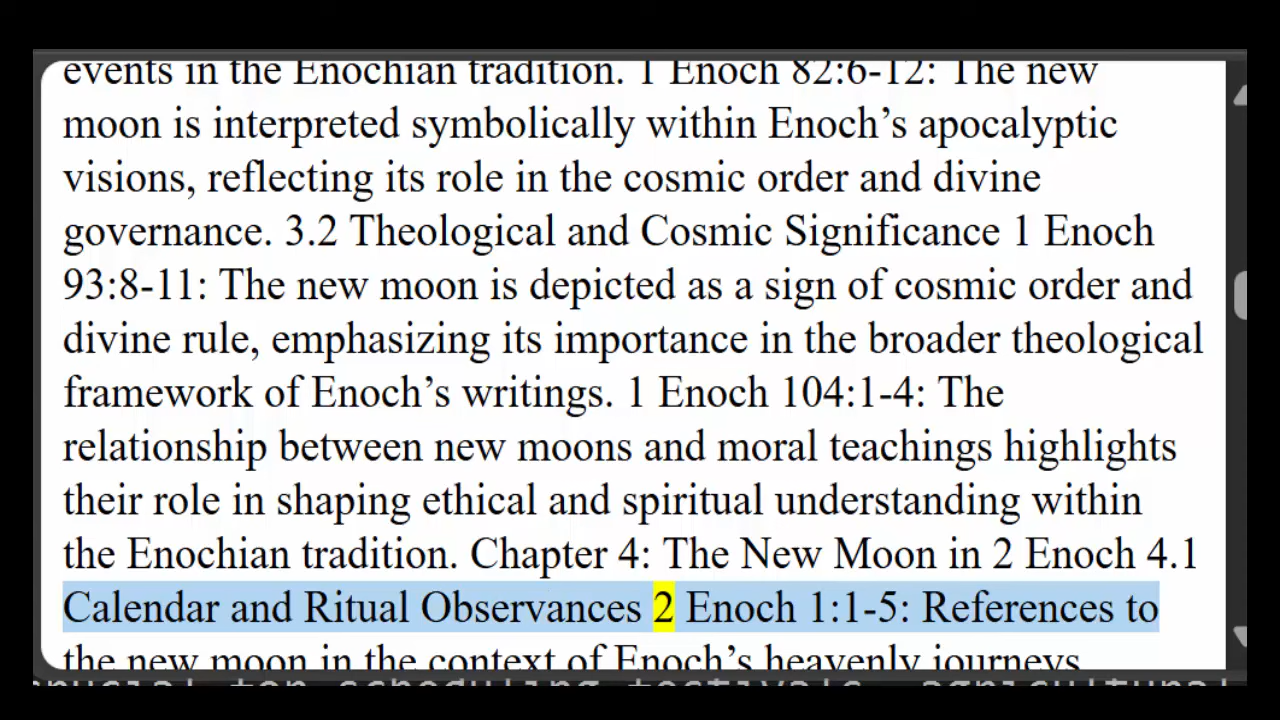 events in the Enochian tradition. 1 Enoch 82:6-12: The new
moon is interpreted symbolically within Enoch’s apocalyptic
visions, reflecting its role in the cosmic order and divine
governance. 3.2 Theological and Cosmic Significance 1 Enoch
93:8-11: The new moon is depicted as a sign of cosmic order and
divine rule, emphasizing its importance in the broader theological
framework of Enoch’s writings. 1 Enoch 104:1-4: The
relationship between new moons and moral teachings highlights
their role in shaping ethical and spiritual understanding within
the Enochian tradition. Chapter 4: The New Moon in 2 Enoch 4.1
Calendar and Ritual Observances 2 Enoch 1:1-5: References to
the new moon in the context of Enoch’s heavenly journeys
crucial for scheduling festivals, agricultural